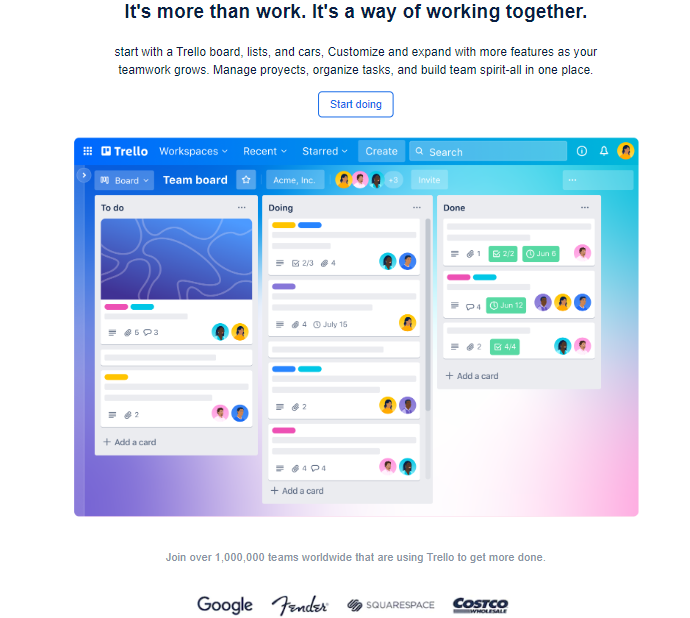 It's more than work. It's a way of working together.
start with a Trello board, lists, and cars, Customize and expand with more features as your
teamwork grows. Manage proyects, organize tasks, and build team spirit-all in one place.
Start doing
Trello Workspaces Recent Starred Create Search
Board Team board Acme, Inc. +3 Invite
To do
5 3
2
+ Add a card
Doing
2/3 4
4 July 15
2
4 4
+ Add a card
Done
1 2/2 Jun 6
4 Jun 12
2 4/4
+ Add a card
Join over 1,000,000 teams worldwide that are using Trello to get more done.
Google Fender SQUARESPACE COSTCO WHOLESALE